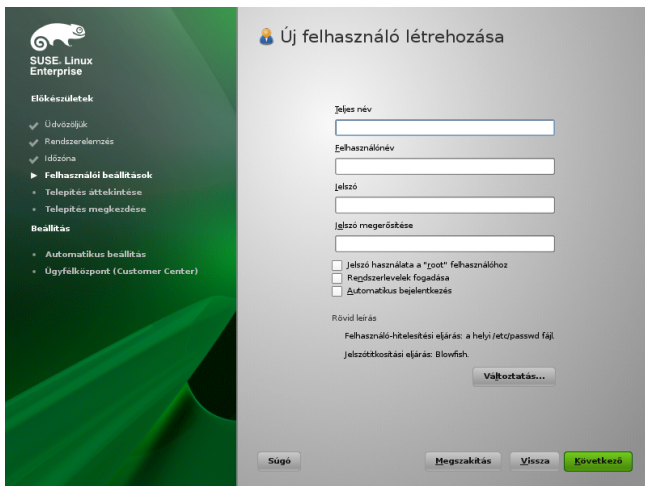 SUSE. Linux
Enterprise
Előkészületek
Üdvözöljük
Rendszerelemzés
Időzóna
Felhasználói beállítások
Telepítés áttekintése
Telepítés megkezdése
Beállítás
Automatikus beállítás
Ügyfélközpont (Customer Center)
Új felhasználó létrehozása
Teljes név
Felhasználónév
Jelszó
Jelszó megerősítése
Jelszó használata a "root" felhasználóhoz
Rendszerlevelek fogadása
Automatikus bejelentkezés
Rövid leírás
Felhasználó-hitelesítési eljárás: a helyi /etc/passwd fájl.
Jelszótitkosítási eljárás: Blowfish.
Változtatás...
Súgó
Megszakítás
Vissza
Következő